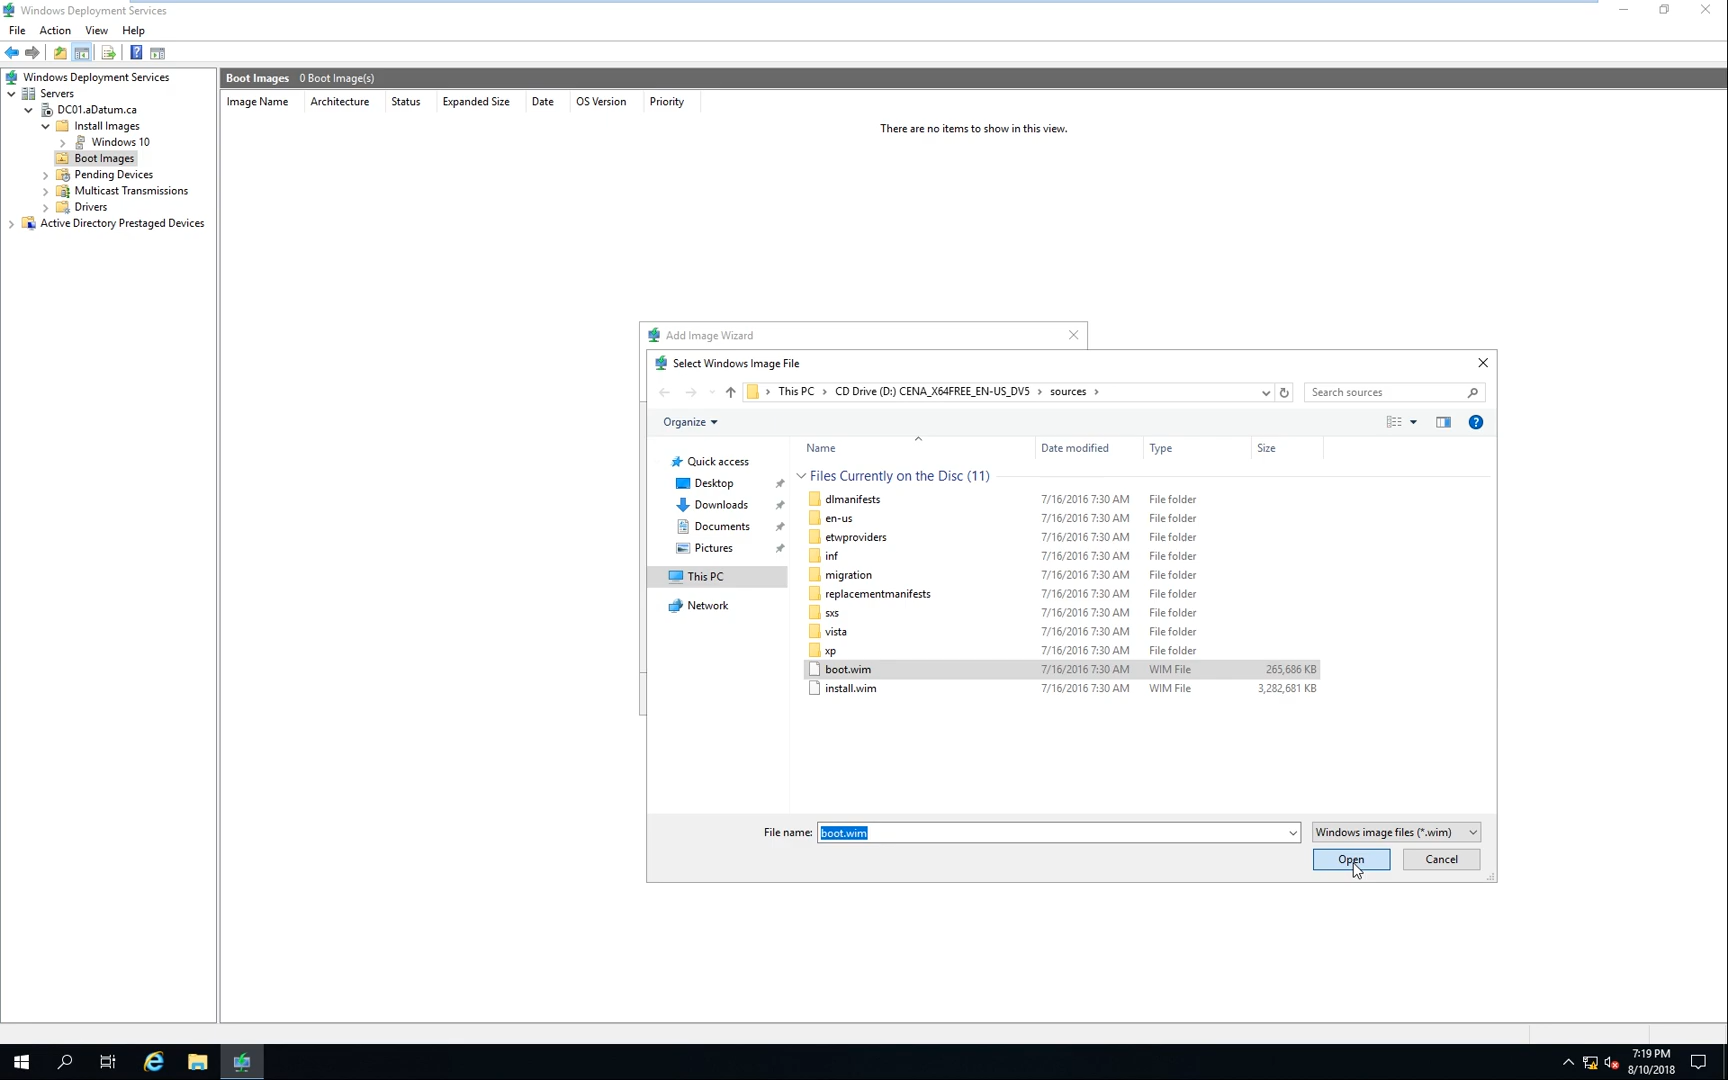 Windows Deployment Services
File Action View Help
Windows Deployment Services
Servers
DC01.aDatum.ca
Install Images
Windows 10
Boot Images
Pending Devices
Multicast Transmissions
Drivers
Active Directory Prestaged Devices
Boot Images 0 Boot Image(s)
Image Name Architecture Status Expanded Size Date OS Version Priority
There are no items to show in this view.
Add Image Wizard
Select Windows Image File
This PC CD Drive (D:) CENA_X64FREE_EN-US_DV5 sources
Search sources
Organize
Quick access
Desktop
Downloads
Documents
Pictures
This PC
Network
Name Date modified Type Size
Files Currently on the Disc (11)
dlmanifests 7/16/2016 7:30 AM File folder
en-us 7/16/2016 7:30 AM File folder
etwproviders 7/16/2016 7:30 AM File folder
inf 7/16/2016 7:30 AM File folder
migration 7/16/2016 7:30 AM File folder
replacementmanifests 7/16/2016 7:30 AM File folder
sxs 7/16/2016 7:30 AM File folder
vista 7/16/2016 7:30 AM File folder
xp 7/16/2016 7:30 AM File folder
boot.wim 7/16/2016 7:30 AM WIM File 265,686 KB
install.wim 7/16/2016 7:30 AM WIM File 3,282,681 KB
File name: boot.wim Windows image files (*.wim)
Open Cancel
7:19 PM
8/10/2018